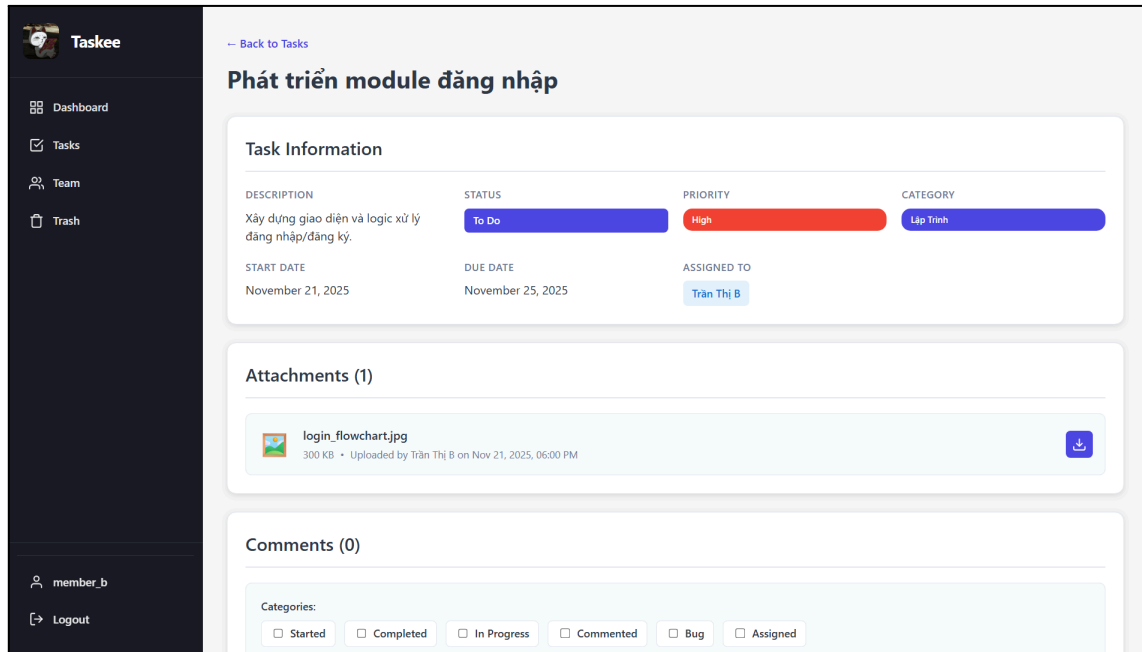 Taskee
Dashboard
Tasks
Team
Trash
member_b
Logout
← Back to Tasks
Phát triển module đăng nhập
Task Information
DESCRIPTION
Xây dựng giao diện và logic xử lý
đăng nhập/đăng ký.
STATUS
To Do
PRIORITY
High
CATEGORY
Lập Trình
START DATE
November 21, 2025
DUE DATE
November 25, 2025
ASSIGNED TO
Trần Thị B
Attachments (1)
login_flowchart.jpg
300 KB • Uploaded by Trần Thị B on Nov 21, 2025, 06:00 PM
Comments (0)
Categories:
Started
Completed
In Progress
Commented
Bug
Assigned